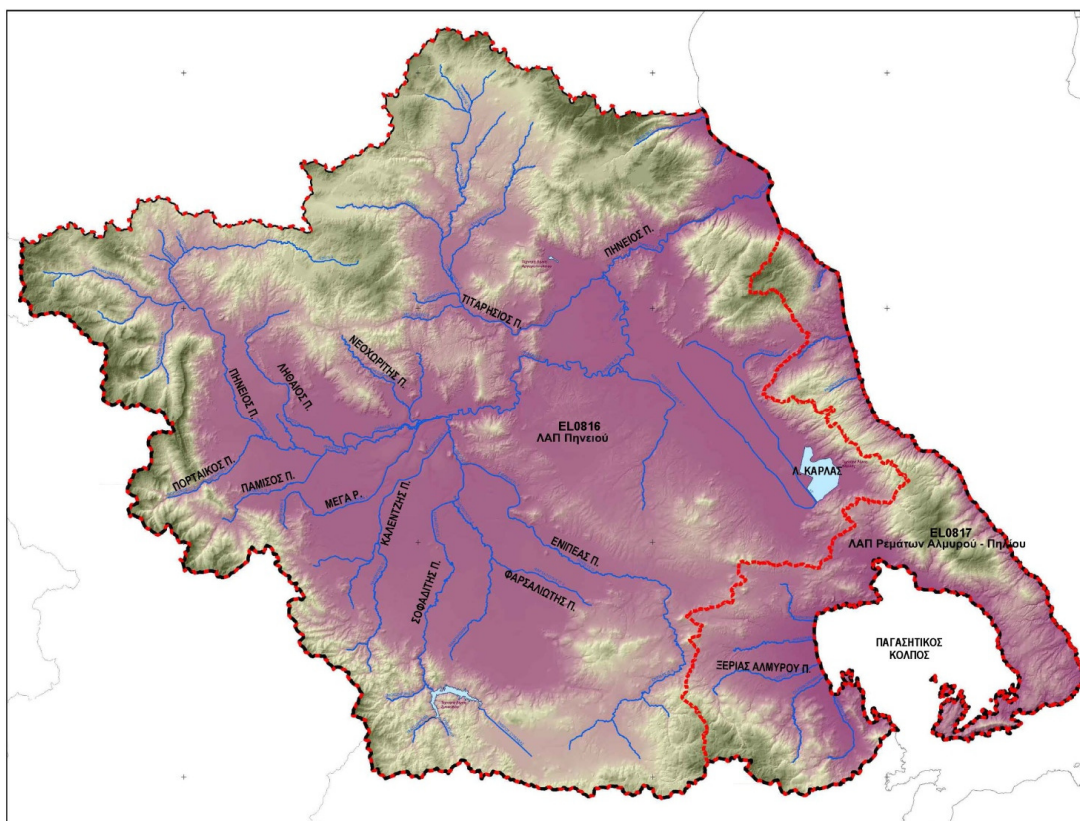 ΠΗΝΕΙΟΣ Π.
ΤΙΤΑΡΗΣΙΟΣ Π.
ΝΕΟΧΩΡΙΤΗΣ Π.
ΛΗΘΑΙΟΣ Π.
ΠΗΝΕΙΟΣ Π.
EL0816
ΛΑΠ Πηνειού
ΠΟΡΤΑΙΚΟΣ Π.
ΠΑΜΙΣΟΣ Π.
ΜΕΓΑ Ρ.
ΚΑΛΕΝΤΖΗΣ Π.
Λ. ΚΑΡΛΑΣ
EL0817
ΛΑΠ Ρεμάτων Αλμυρού - Πηλίου
ΕΝΙΠΕΑΣ Π.
ΦΑΡΣΑΛΙΩΤΗΣ Π.
ΣΟΦΑΔΙΤΗΣ Π.
ΠΑΓΑΣΗΤΙΚΟΣ
ΚΟΛΠΟΣ
ΞΕΡΙΑΣ ΑΛΜΥΡΟΥ Π.